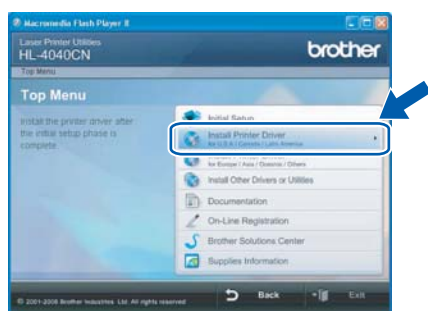 Macromedia Flash Player 8
Laser Printer Utilities
HL-4040CN
brother
Top Menu
Top Menu
Install the printer driver after
the initial setup phase is
complete.
Initial Setup
Install Printer Driver
for U.S.A / Canada / Latin America
for Europe / Asia / Oceania / Others
Install Other Drivers or Utilities
Documentation
On-Line Registration
Brother Solutions Center
Supplies Information
© 2001-2006 Brother Industries Ltd. All rights reserved
Back
Exit